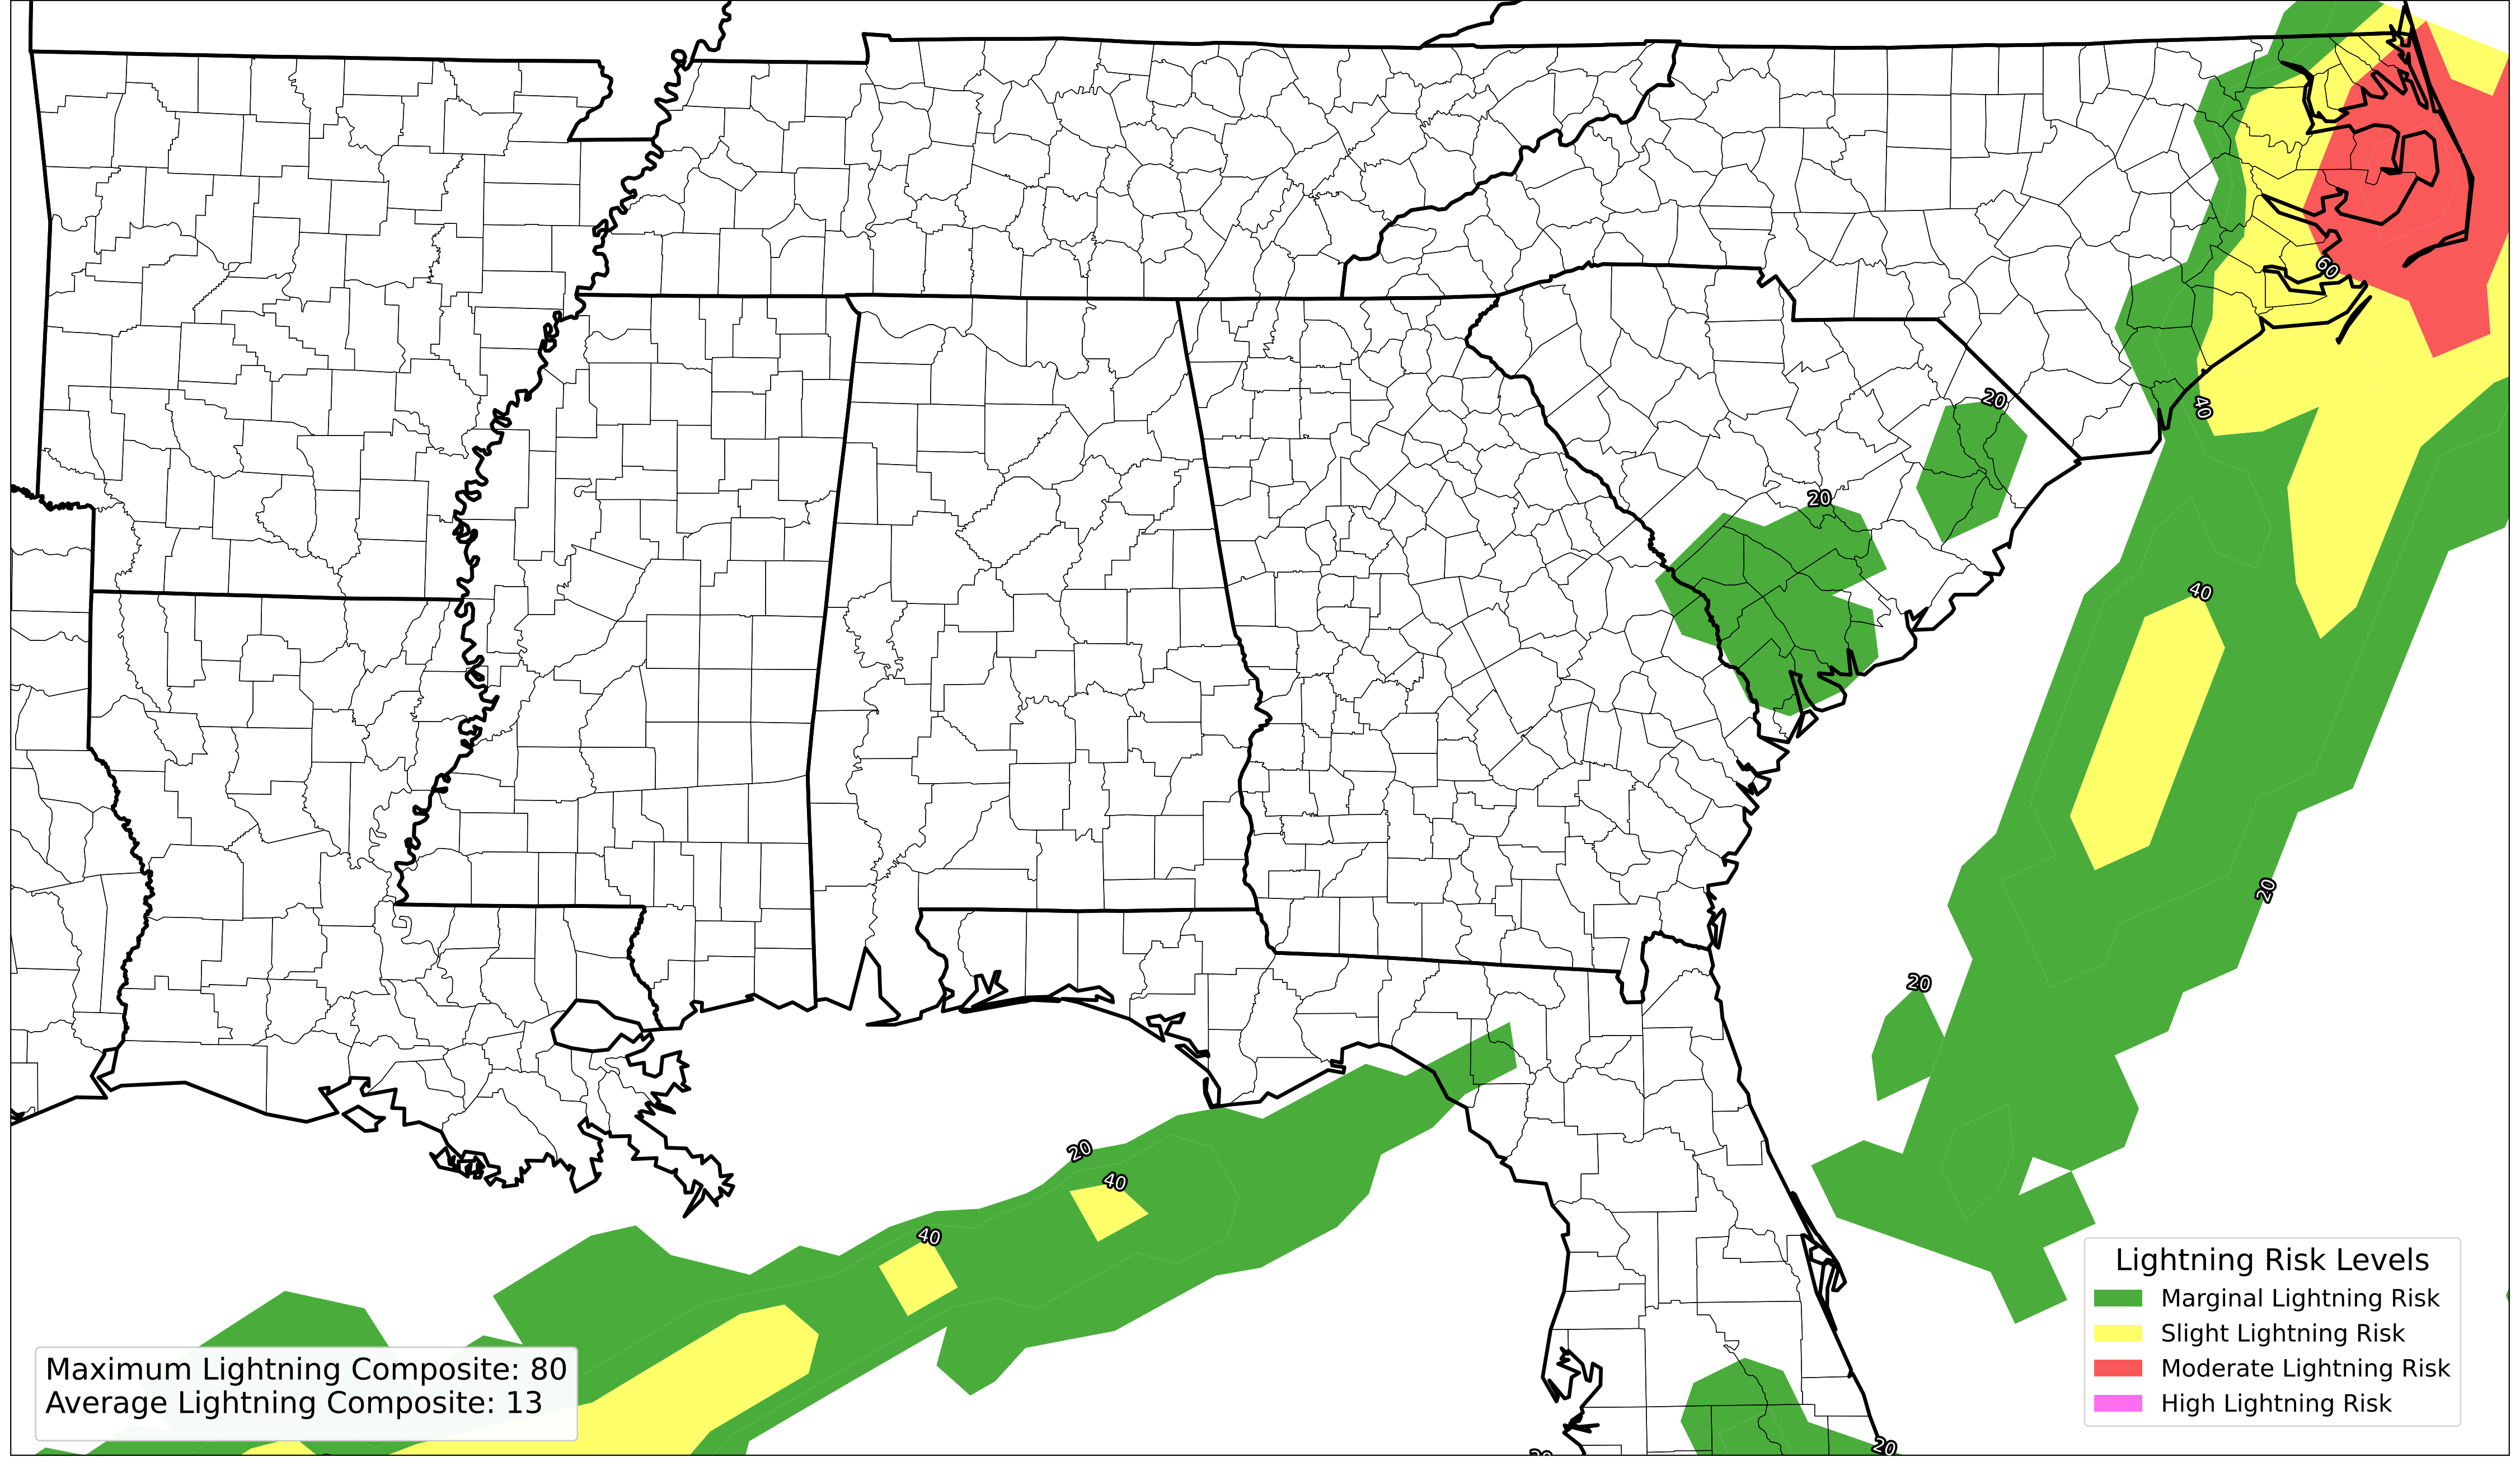 60
20
40
20
40
20
20
20
40
40
Lightning Risk Levels
Marginal Lightning Risk
Slight Lightning Risk
Moderate Lightning Risk
High Lightning Risk
Maximum Lightning Composite: 80
Average Lightning Composite: 13
20